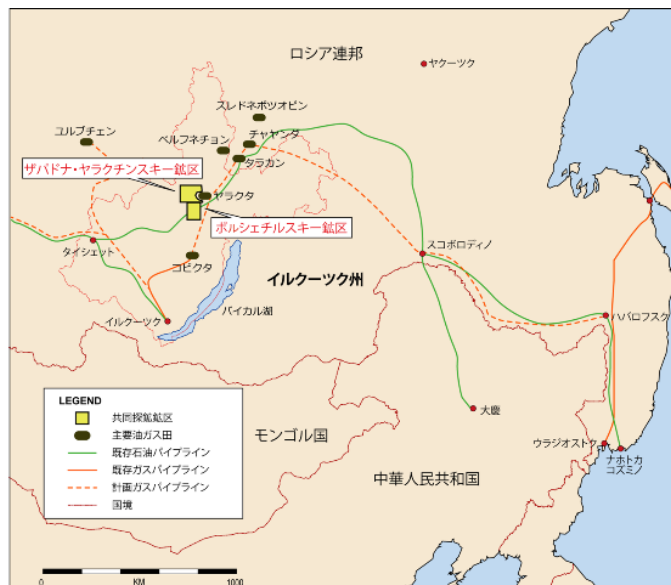 ロシア連邦
ヤクーツク
スレドネボツオビン
ユルブチェン
チャヤンダ
ベルフネチョン
タラカン
ザバドナ・ヤラクチンスキー鉱区
ヤラクタ
ボルシェチルスキー鉱区
タイシェット
スコボロディノ
コビクタ
イルクーツク州
バイカル湖
イルクーツク
ハバロフスク
LEGEND
共同探鉱鉱区
主要油ガス田
既存石油パイプライン
既存ガスパイプライン
計画ガスパイプライン
国境
大慶
モンゴル国
ウラジオストク
ナホトカ
コズミノ
中華人民共和国
0
KM
1000